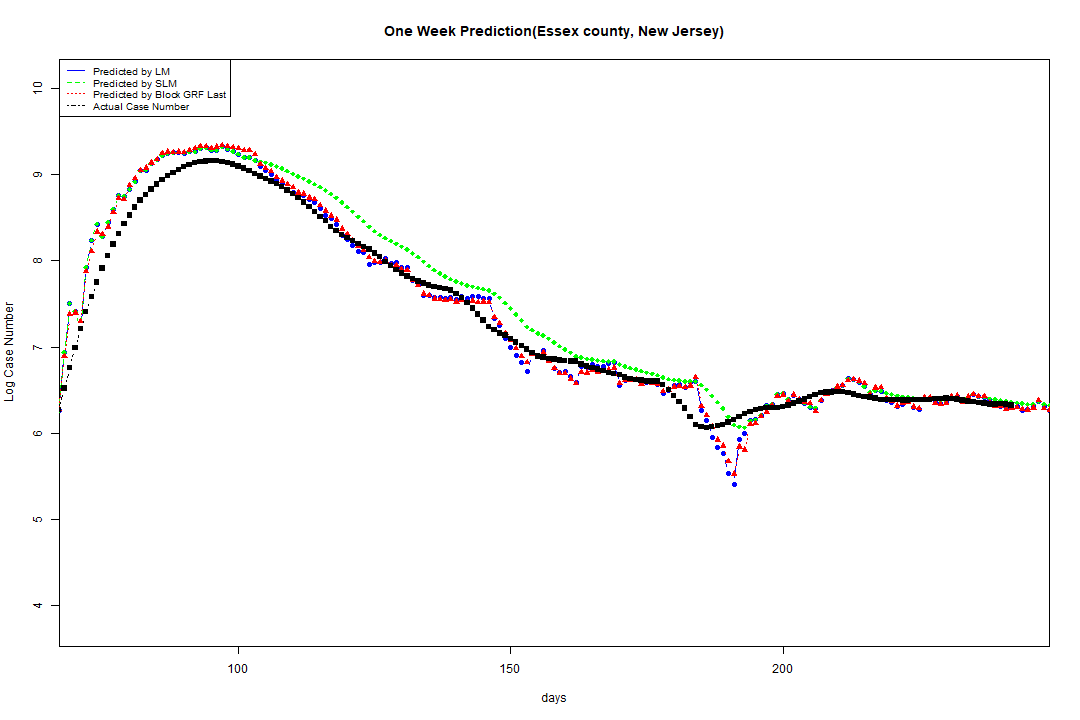 One Week Prediction(Essex county, New Jersey)
Predicted by LM
Predicted by SLM
Predicted by Block GRF Last
Actual Case Number
10
9
8
7
6
5
4
Log Case Number
100 150 200
days